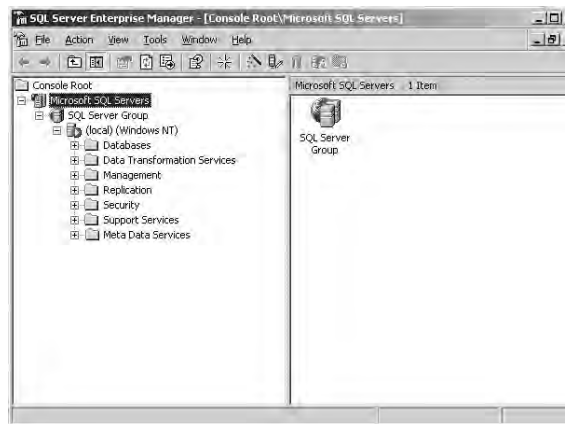 SQL Server Enterprise Manager - [Console Root\Microsoft SQL Servers]
File Action View Tools Window Help
Console Root
Microsoft SQL Servers
SQL Server Group
(local) (Windows NT)
Databases
Data Transformation Services
Management
Replication
Security
Support Services
Meta Data Services
Microsoft SQL Servers 1 Item
SQL Server
Group